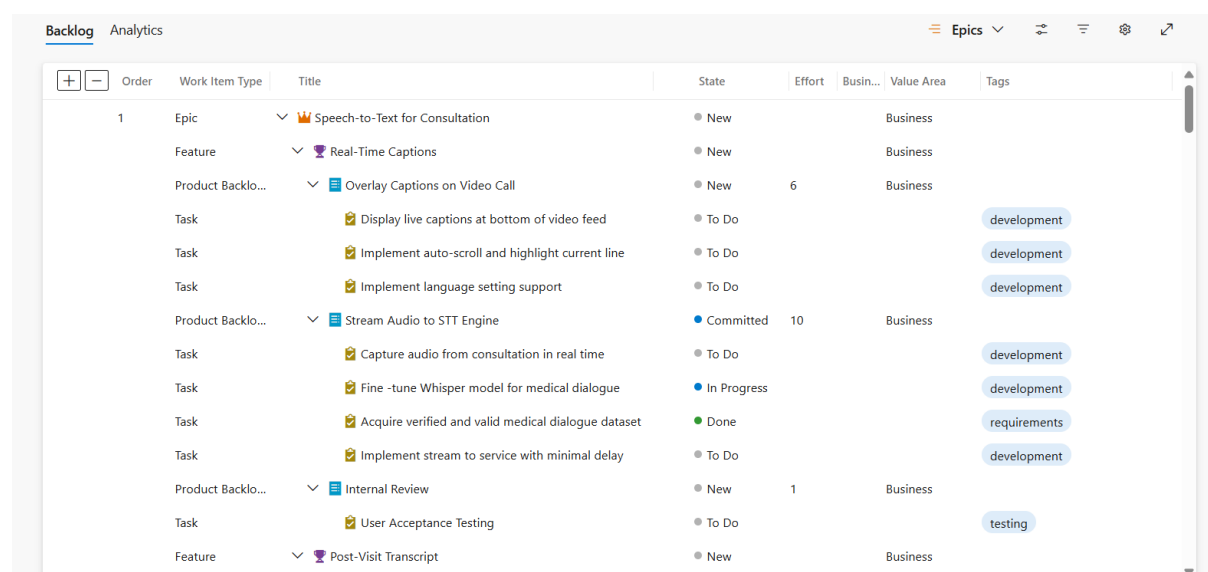 Backlog Analytics Epics
Order Work Item Type Title State Effort Busin... Value Area Tags
1 Epic Speech-to-Text for Consultation New Business
Feature Real-Time Captions New Business
Product Backlo... Overlay Captions on Video Call New 6 Business
Task Display live captions at bottom of video feed To Do development
Task Implement auto-scroll and highlight current line To Do development
Task Implement language setting support To Do development
Product Backlo... Stream Audio to STT Engine Committed 10 Business
Task Capture audio from consultation in real time To Do development
Task Fine -tune Whisper model for medical dialogue In Progress development
Task Acquire verified and valid medical dialogue dataset Done requirements
Task Implement stream to service with minimal delay To Do development
Product Backlo... Internal Review New 1 Business
Task User Acceptance Testing To Do testing
Feature Post-Visit Transcript New Business